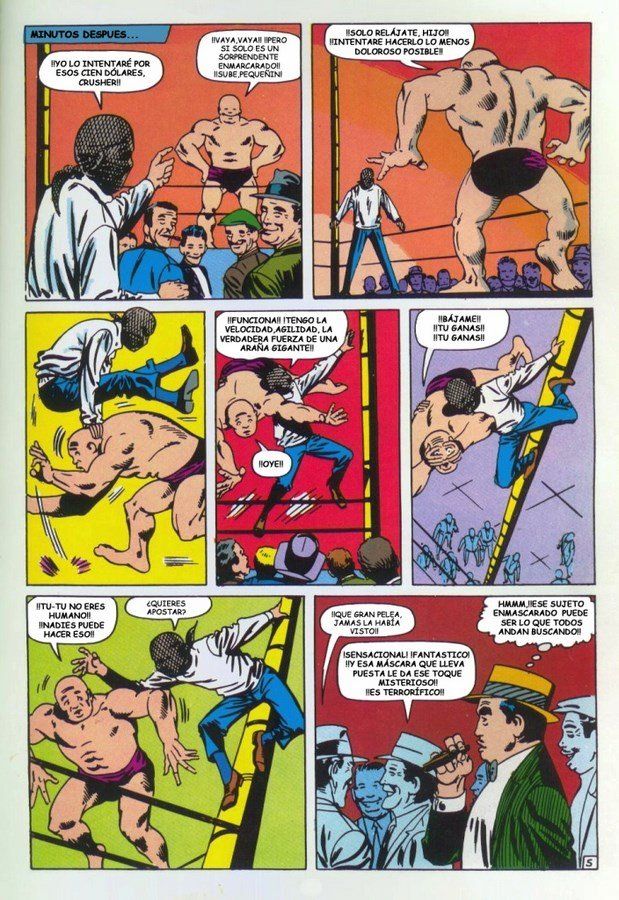 MINUTOS DESPUES...
!!YO LO INTENTARÉ POR
ESOS CIEN DÓLARES,
CRUSHER!!
!!VAYA,VAYA!! !!PERO
SI SOLO ES UN
SORPRENDENTE
ENMARCARADO!!
!!SUBE,PEQUEÑIN!
!!SOLO RELÁJATE, HIJO!!
!!INTENTARE HACERLO LO MENOS
DOLOROSO POSIBLE!!
!!FUNCIONA!! !TENGO LA
VELOCIDAD,AGILIDAD, LA
VERDADERA FUERZA DE UNA
ARAÑA GIGANTE!!
!!OYE!!
!!BÁJAME!!
!!TU GANAS!!
!!TU GANAS!!
!!TU-TU NO ERES
HUMANO!!
!!NADIES PUEDE
HACER ESO!!
¿QUIERES
APOSTAR?
!!QUE GRAN PELEA,
JAMAS LA HABÍA
VISTO!!
!SENSACIONAL! !FANTASTICO!
!!Y ESA MÁSCARA QUE LLEVA
PUESTA LE DA ESE TOQUE
MISTERIOSO!!
!!ES TERRORÍFICO!!
HMMM,!!ESE SUJETO
ENMASCARADO PUEDE
SER LO QUE TODOS
ANDAN BUSCANDO!!
5